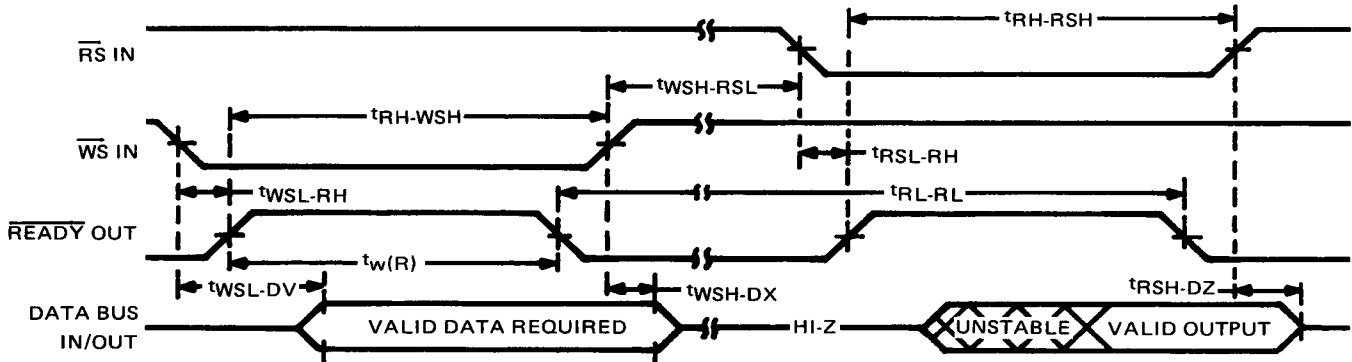 tRH-RSH
RS IN
tWSH-RSL
tRH-WSH
WS IN
tRSL-RH
tWSL-RH
tRL-RL
READY OUT
tw(R)
tWSL-DV
tWSH-DX
tRSH-DZ
DATA BUS
IN/OUT
VALID DATA REQUIRED
HI-Z
UNSTABLE
VALID OUTPUT